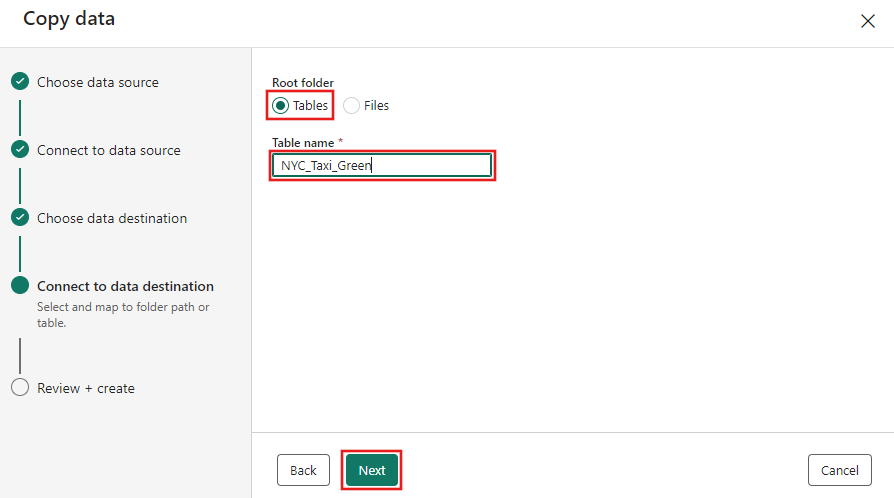 Copy data
Choose data source
Connect to data source
Choose data destination
Connect to data destination
Select and map to folder path or
table.
Review + create
Root folder
Tables
Files
Table name *
NYC_Taxi_Green
Back
Next
Cancel